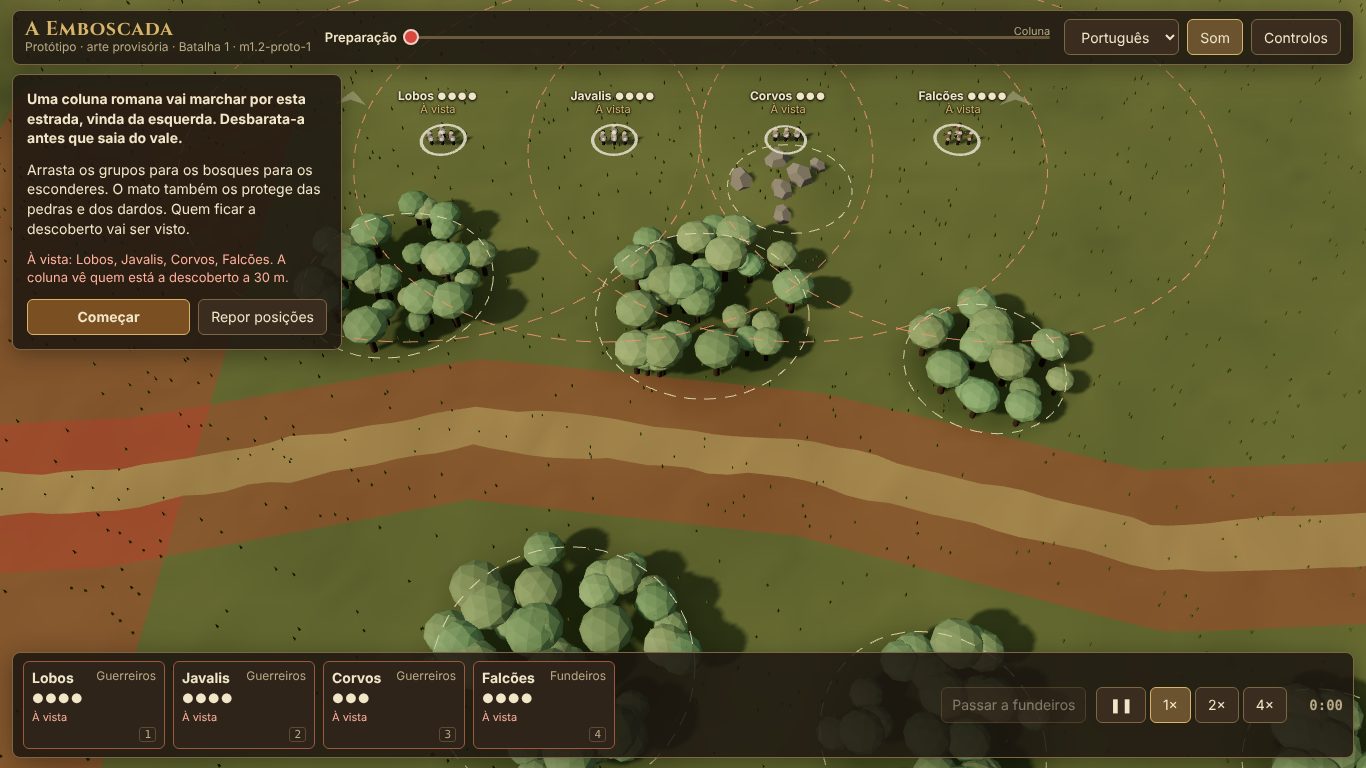 A Emboscada
Protótipo · arte provisória · Batalha 1 · m1.2-proto-1
Preparação
Coluna
Português
Som
Controlos
Uma coluna romana vai marchar por esta
estrada, vinda da esquerda. Desbarata-a
antes que saia do vale.
Arrasta os grupos para os bosques para os
esconderes. O mato também os protege das
pedras e dos dardos. Quem ficar a
descoberto vai ser visto.
À vista: Lobos, Javalis, Corvos, Falcões. A
coluna vê quem está a descoberto a 30 m.
Começar
Repor posições
Lobos
À vista
Javalis
À vista
Corvos
À vista
Falcões
À vista
Lobos Guerreiros
À vista
1
Javalis Guerreiros
À vista
2
Corvos Guerreiros
À vista
3
Falcões Fundeiros
À vista
4
Passar a fundeiros
1×
2×
4×
0:00